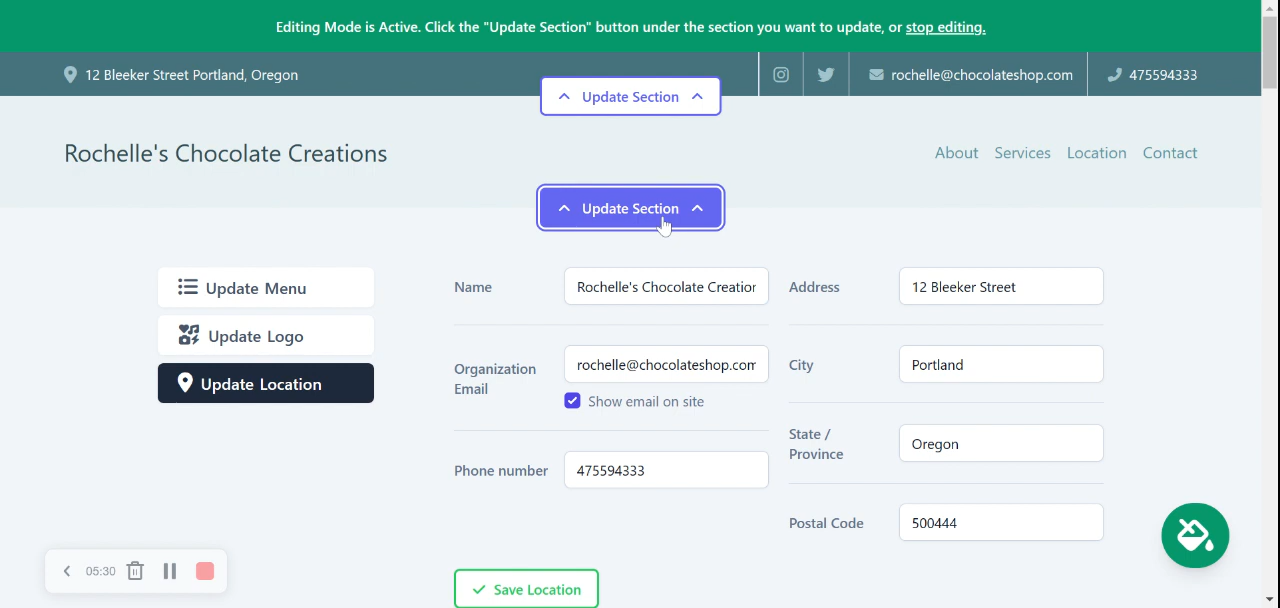 Editing Mode is Active. Click the "Update Section" button under the section you want to update, or stop editing.
12 Bleeker Street Portland, Oregon
rochelle@chocolateshop.com
475594333
Update Section
Rochelle's Chocolate Creations
About Services Location Contact
Update Section
Update Menu
Update Logo
Update Location
Name
Rochelle's Chocolate Creation
Organization
Email
rochelle@chocolateshop.com
Show email on site
Phone number
475594333
Address
12 Bleeker Street
City
Portland
State /
Province
Oregon
Postal Code
500444
Save Location
05:30